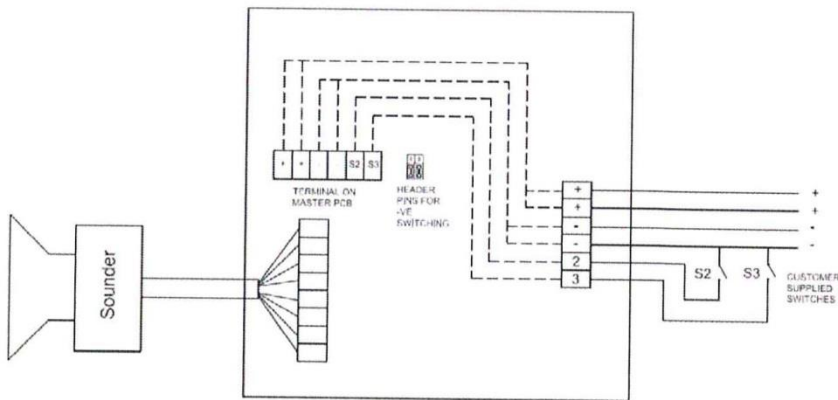 + + - - S2 S3
TERMINAL ON
MASTER PCB
HEADER
PINS FOR
-VE
SWITCHING
Sounder
+
+
-
-
2
3
+
+
-
-
S2 S3
CUSTOMER
SUPPLIED
SWITCHES